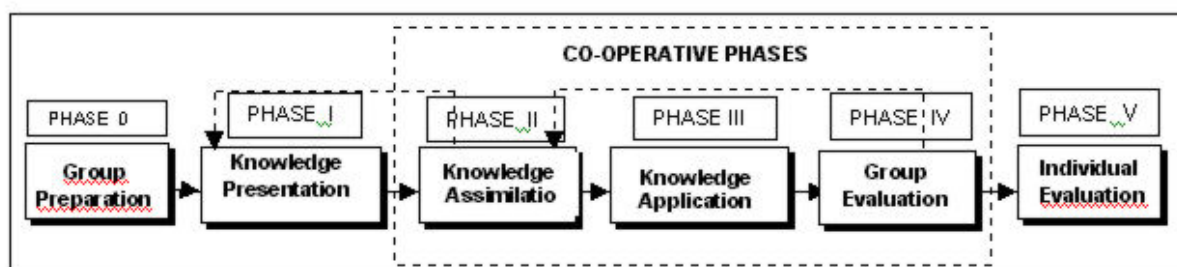 CO-OPERATIVE PHASES
PHASE 0
PHASE I
PHASE II
PHASE III
PHASE IV
PHASE V
Group
Preparation
Knowledge
Presentation
Knowledge
Assimilatio
Knowledge
Application
Group
Evaluation
Individual
Evaluation